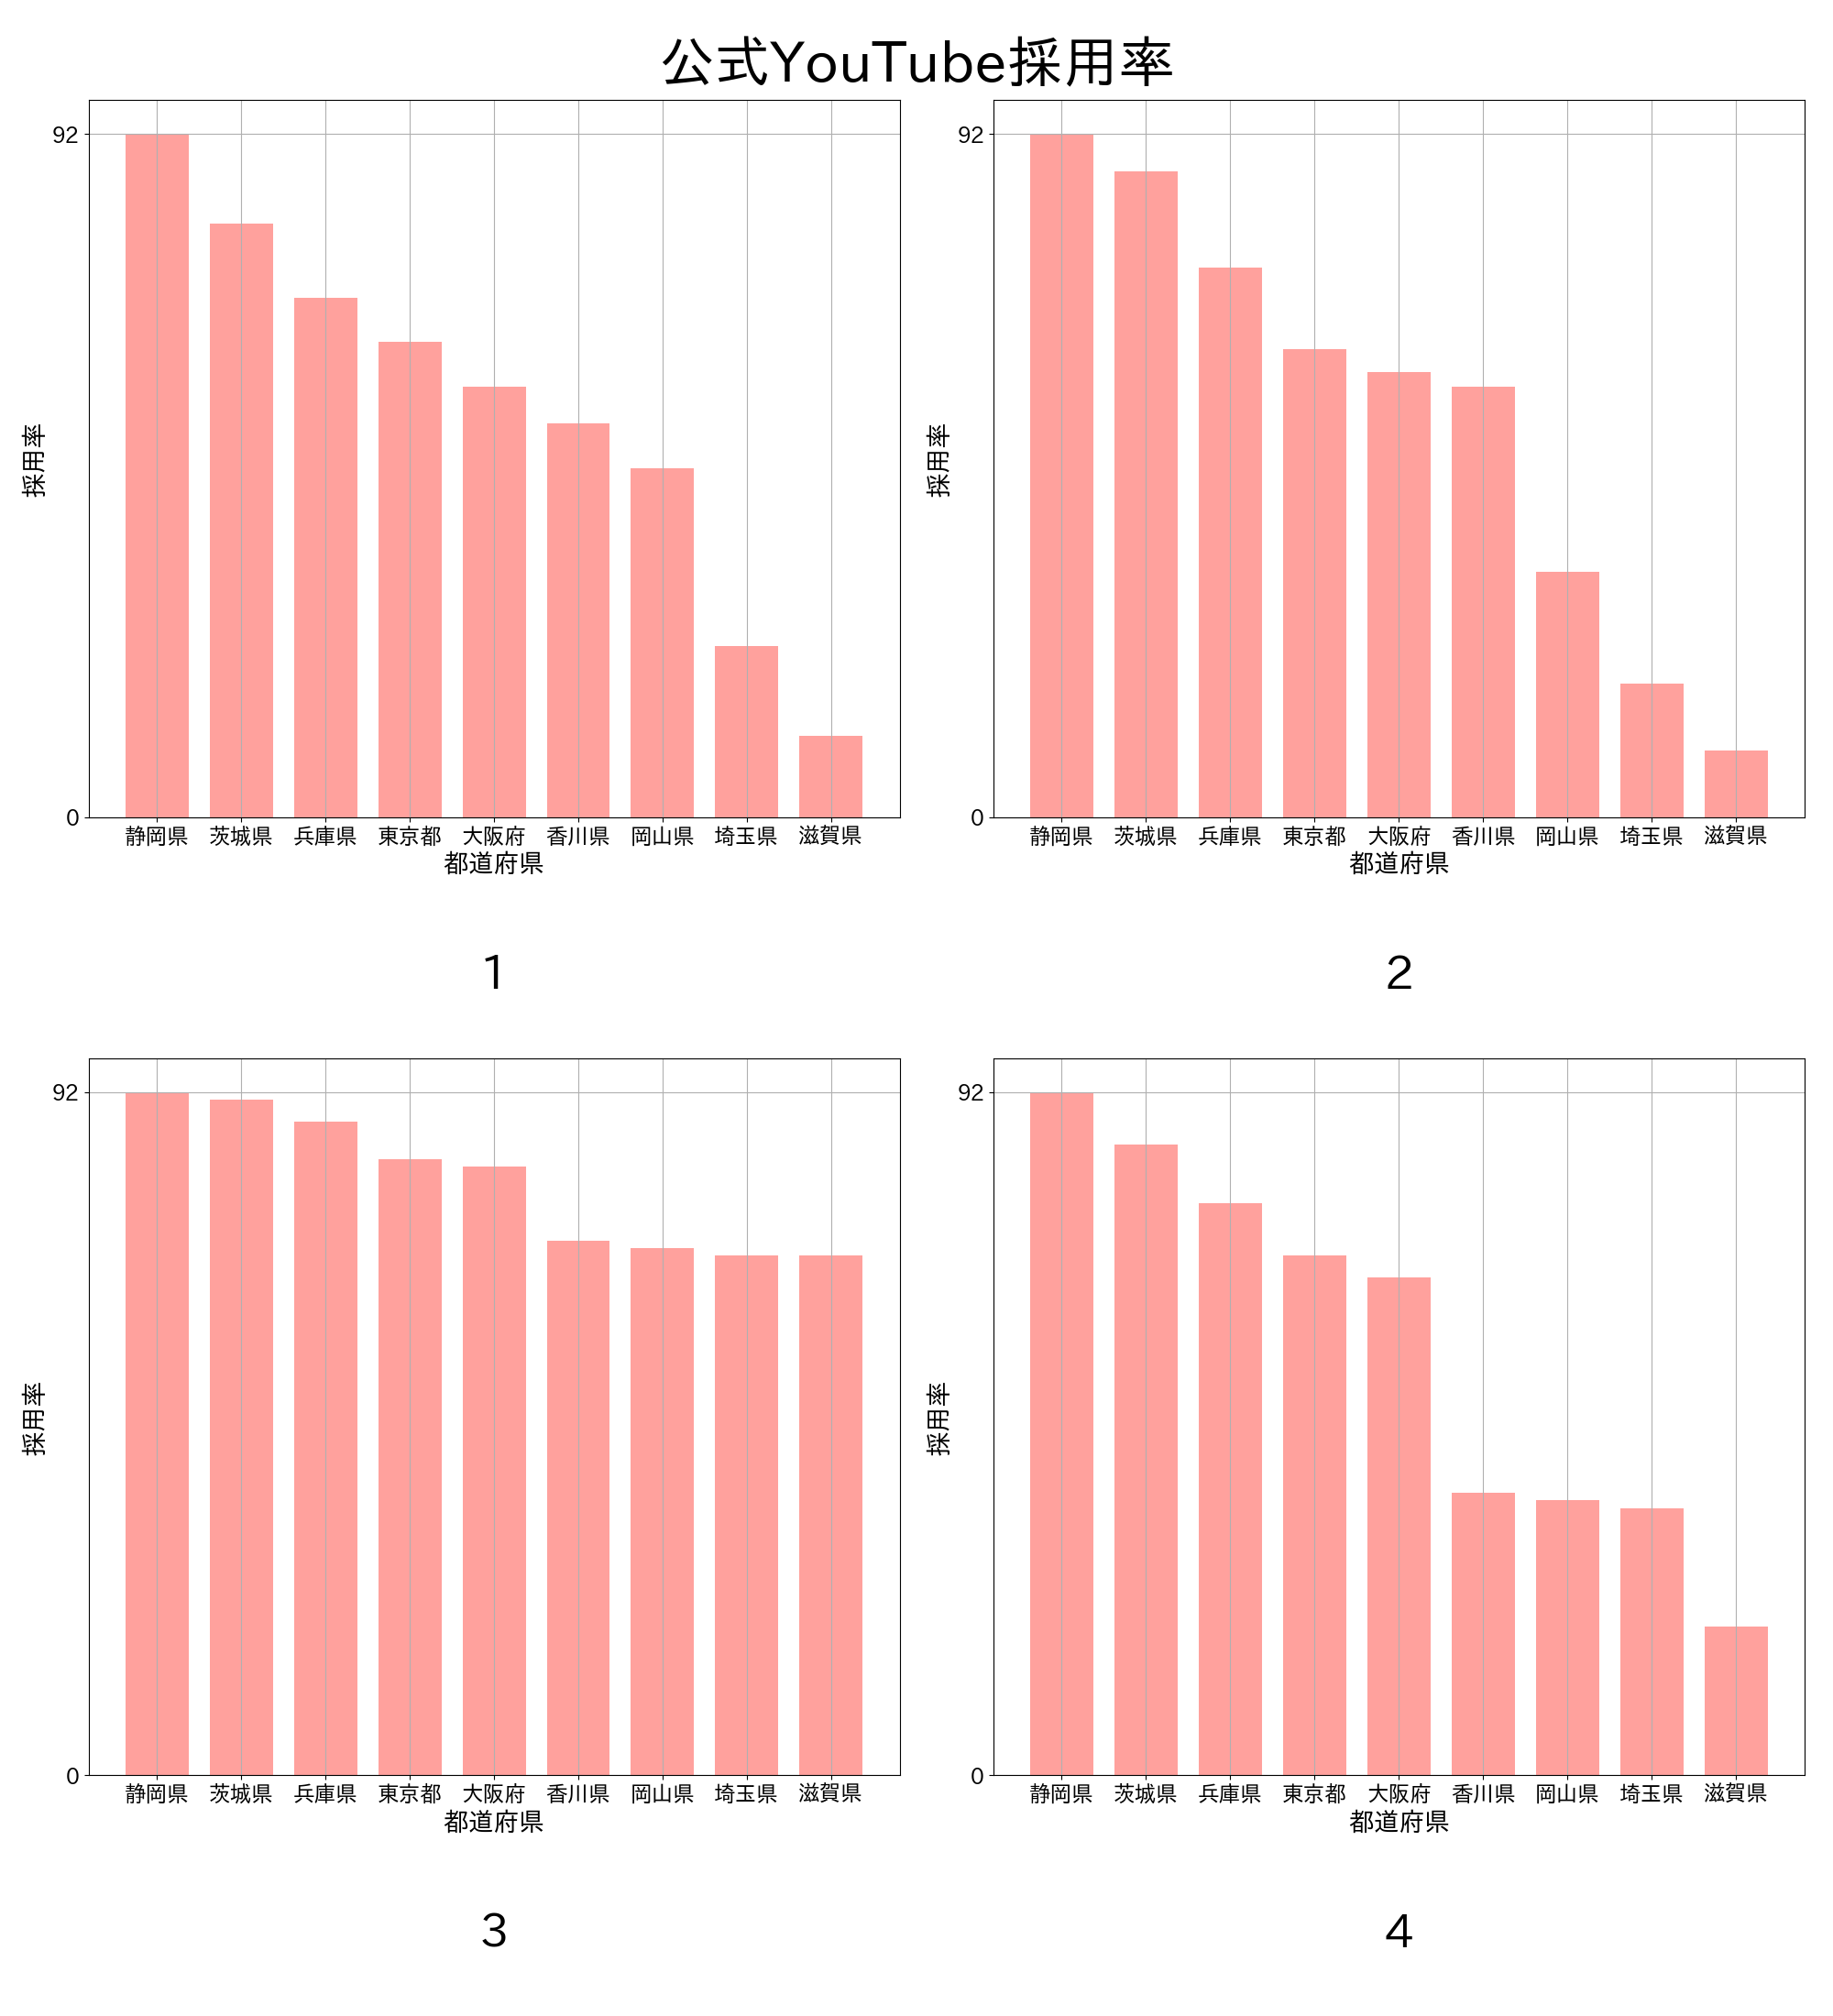 公式YouTube採用率
92
採用率
0
静岡県 茨城県 兵庫県 東京都 大阪府 香川県 岡山県 埼玉県 滋賀県
都道府県
1
92
採用率
0
静岡県 茨城県 兵庫県 東京都 大阪府 香川県 岡山県 埼玉県 滋賀県
都道府県
2
92
採用率
0
静岡県 茨城県 兵庫県 東京都 大阪府 香川県 岡山県 埼玉県 滋賀県
都道府県
3
92
採用率
0
静岡県 茨城県 兵庫県 東京都 大阪府 香川県 岡山県 埼玉県 滋賀県
都道府県
4